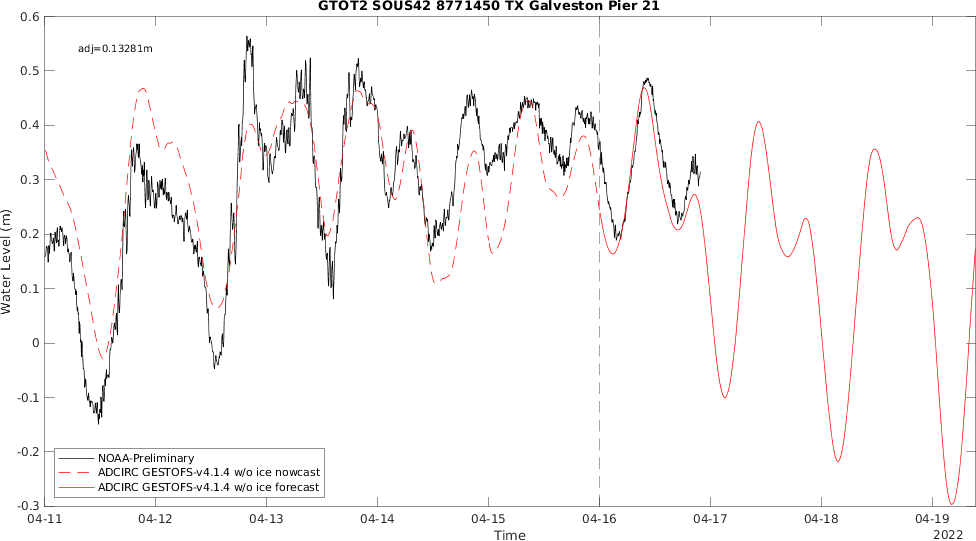 GTOT2 SOUS42 8771450 TX Galveston Pier 21
adj=0.13281m
0.6
0.5
0.4
0.3
0.2
0.1
0
-0.1
-0.2
-0.3
Water Level (m)
NOAA-Preliminary
ADCIRC GESTOFS-v4.1.4 w/o ice nowcast
ADCIRC GESTOFS-v4.1.4 w/o ice forecast
04-11 04-12 04-13 04-14 04-15 04-16 04-17 04-18 04-19
Time
2022